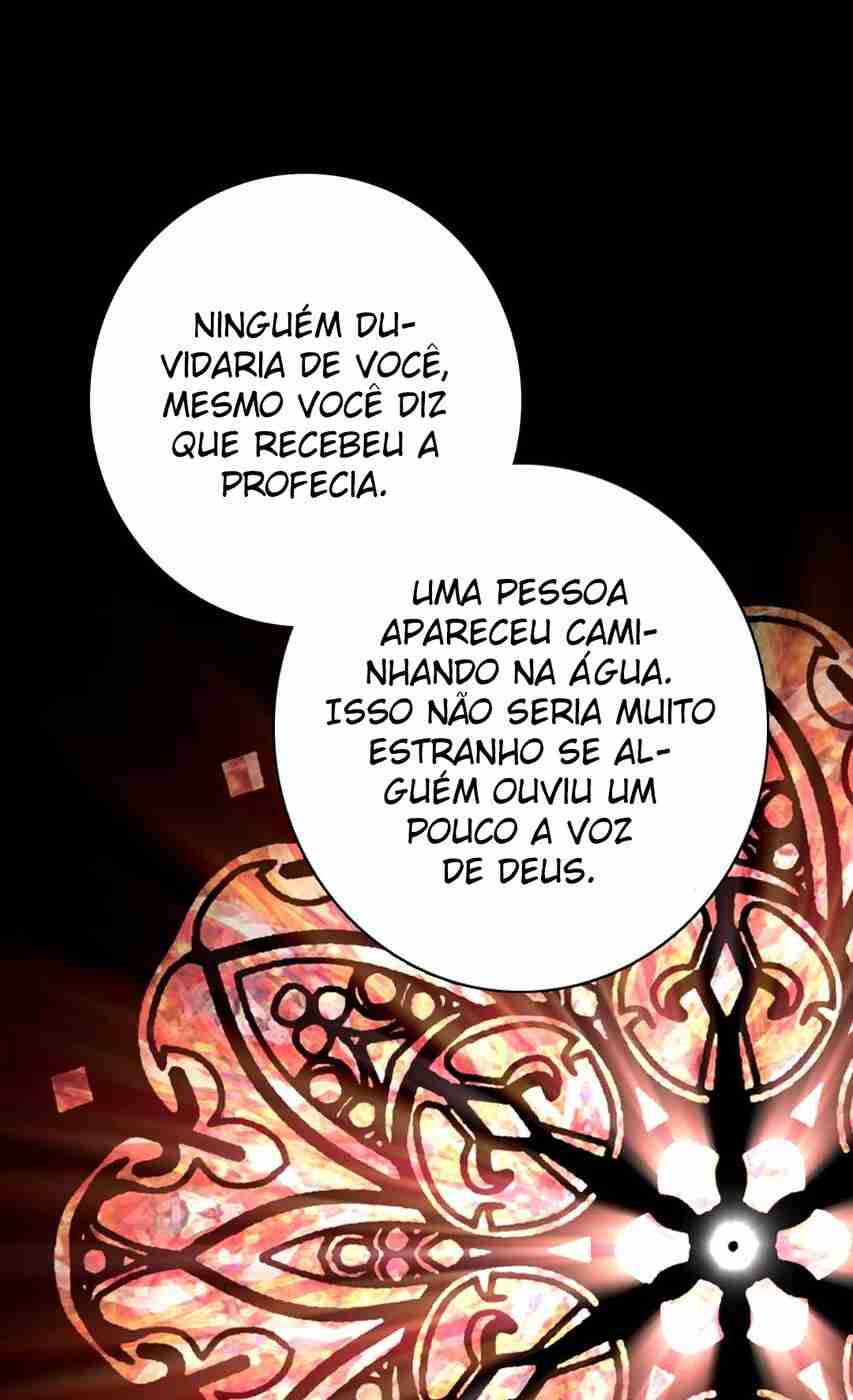 NINGUÉM DU-
VIDARIA DE VOCÊ,
MESMO VOCÊ DIZ
QUE RECEBEU A
PROFECIA.
UMA PESSOA
APARECEU CAMI-
NHANDO NA ÁGUA.
ISSO NÃO SERIA MUITO
ESTRANHO SE AL-
GUÉM OUVIU UM
POUCO A VOZ
DE DEUS.